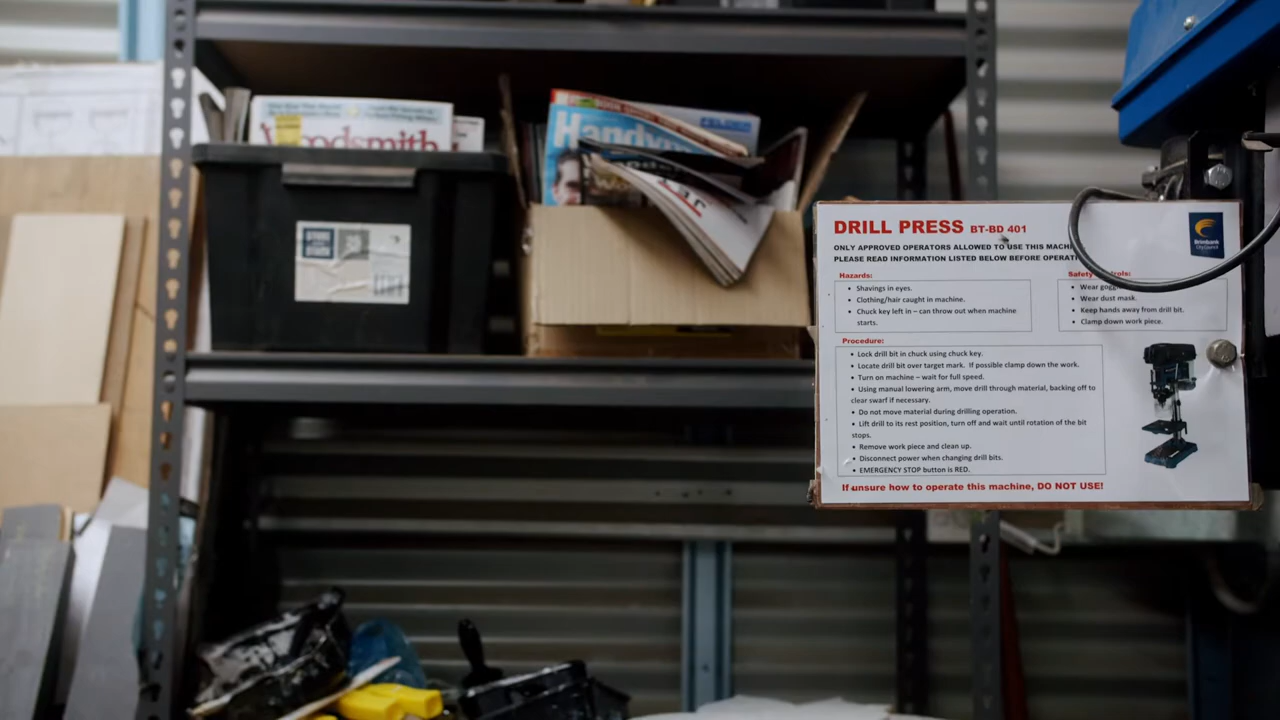 Woodsmith
Handy
DRILL PRESS BT-BD 401
ONLY APPROVED OPERATORS ALLOWED TO USE THIS
PLEASE READ INFORMATION LISTED BELOW BEFORE
Brimbank
City Council
Hazards:
Shavings in eyes.
Clothing/hair caught in machine.
Chuck key left in – can throw out when machine
starts.
Safety
Wear
Wear dust mask.
Keep hands away from drill bit.
Clamp down work piece.
Procedure:
Lock drill bit in chuck using chuck key.
Locate drill bit over target mark. If possible clamp down the work.
Turn on machine – wait for full speed.
Using manual lowering arm, move drill through material, backing off to
clear swarf if necessary.
Do not move material during drilling operation.
Lift drill to its rest position, turn off and wait until rotation of the bit
stops.
Remove work piece and clean up.
Disconnect power when changing drill bits.
EMERGENCY STOP button is RED.
If unsure how to operate this machine, DO NOT USE!